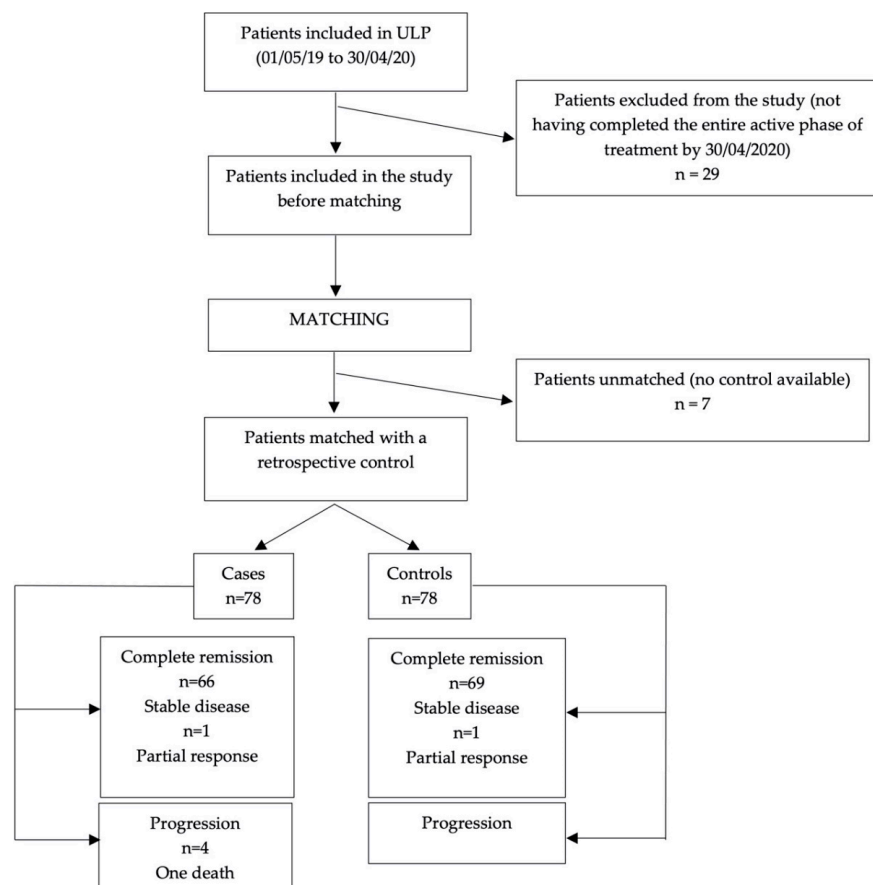 Patients included in ULP
(01/05/19 to 30/04/20)
Patients excluded from the study (not
having completed the entire active phase of
treatment by 30/04/2020)
n = 29
Patients included in the study
before matching
MATCHING
Patients unmatched (no control available)
n = 7
Patients matched with a
retrospective control
Cases
n=78
Controls
n=78
Complete remission
n=66
Stable disease
n=1
Partial response
Complete remission
n=69
Stable disease
n=1
Partial response
Progression
n=4
One death
Progression